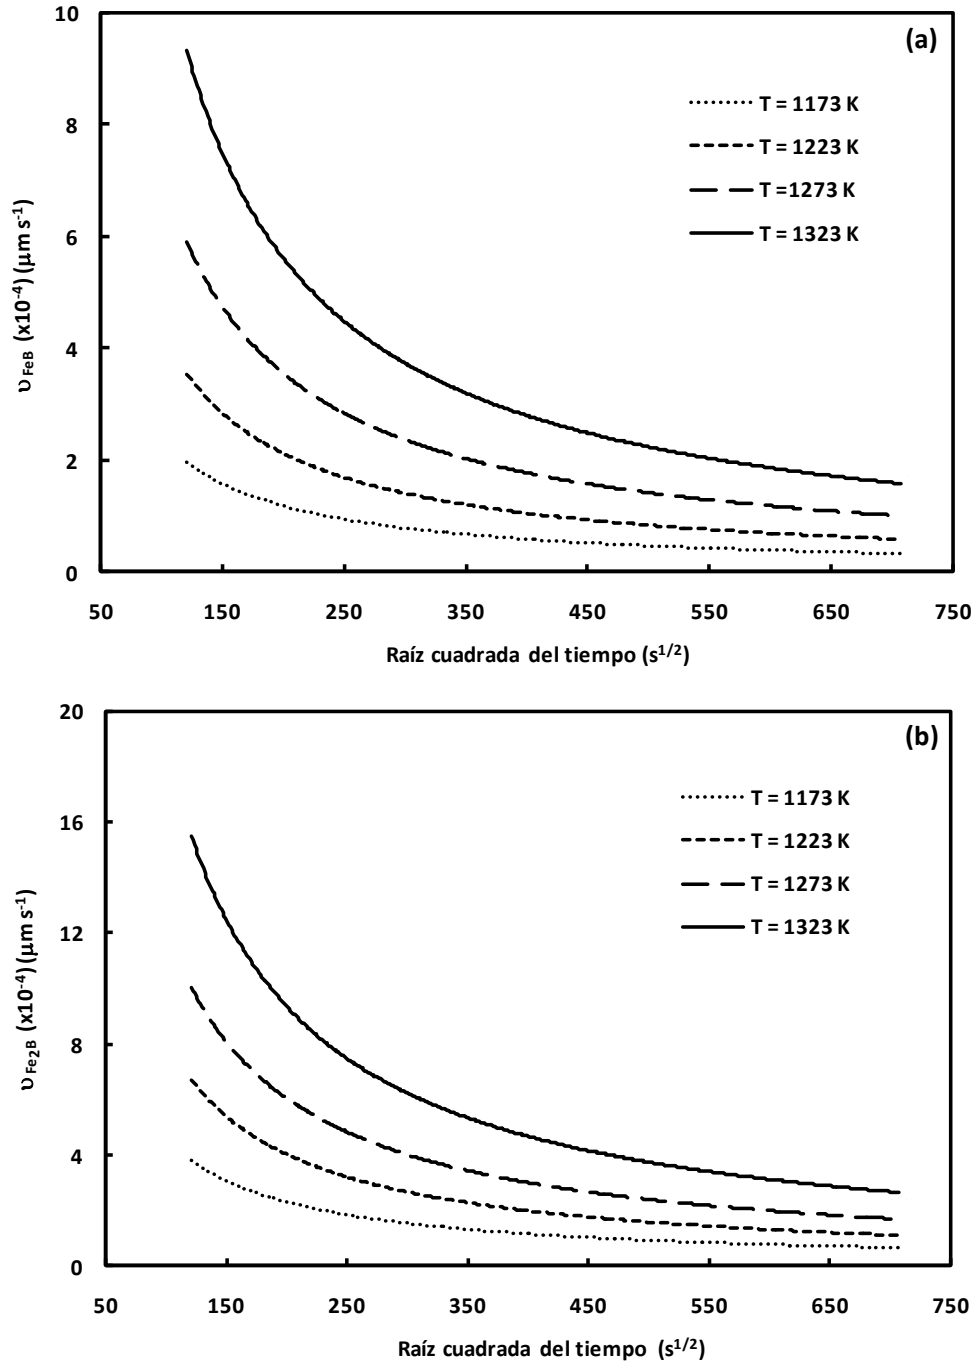 10
(a)
T = 1173 K
8
T = 1223 K
T =1273 K
T = 1323 K
6
υFeB (x10-4) (μm s-1)
4
2
0
50 150 250 350 450 550 650 750
Raíz cuadrada del tiempo (s1/2)
20
(b)
T = 1173 K
16
T = 1223 K
T = 1273 K
T = 1323 K
12
υFe2B (x10-4) (μm s-1)
8
4
0
50 150 250 350 450 550 650 750
Raíz cuadrada del tiempo (s1/2)